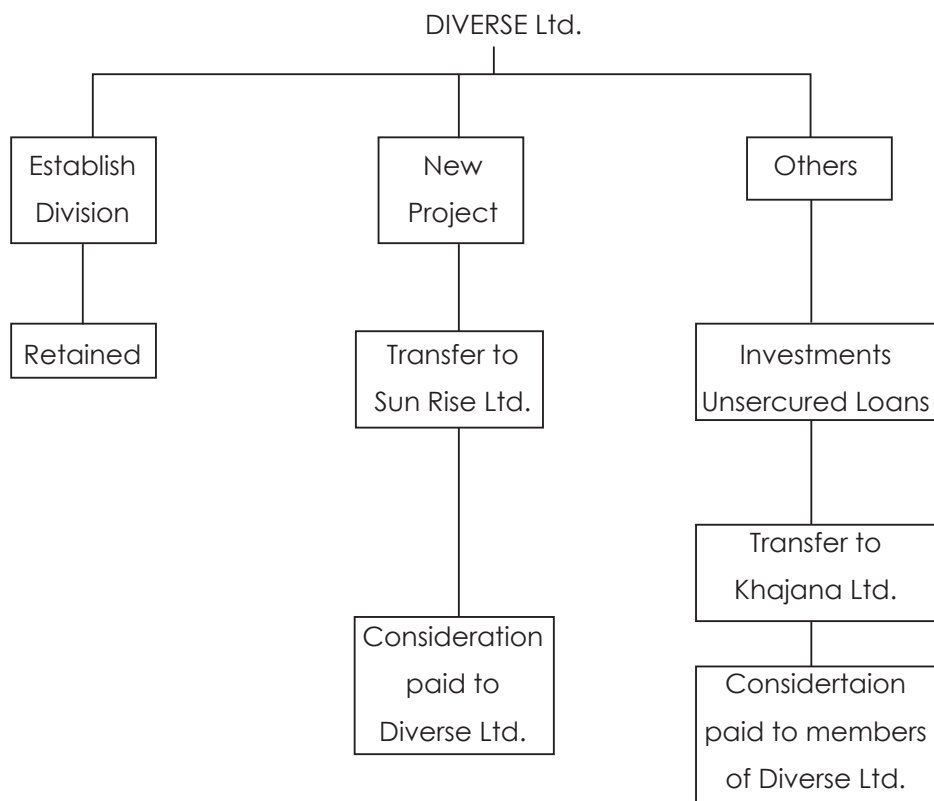 DIVERSE Ltd.
Establish
Division
New
Project
Others
Retained
Transfer to
Sun Rise Ltd.
Investments
Unsercured Loans
Transfer to
Khajana Ltd.
Consideration
paid to
Diverse Ltd.
Considertaion
paid to members
of Diverse Ltd.